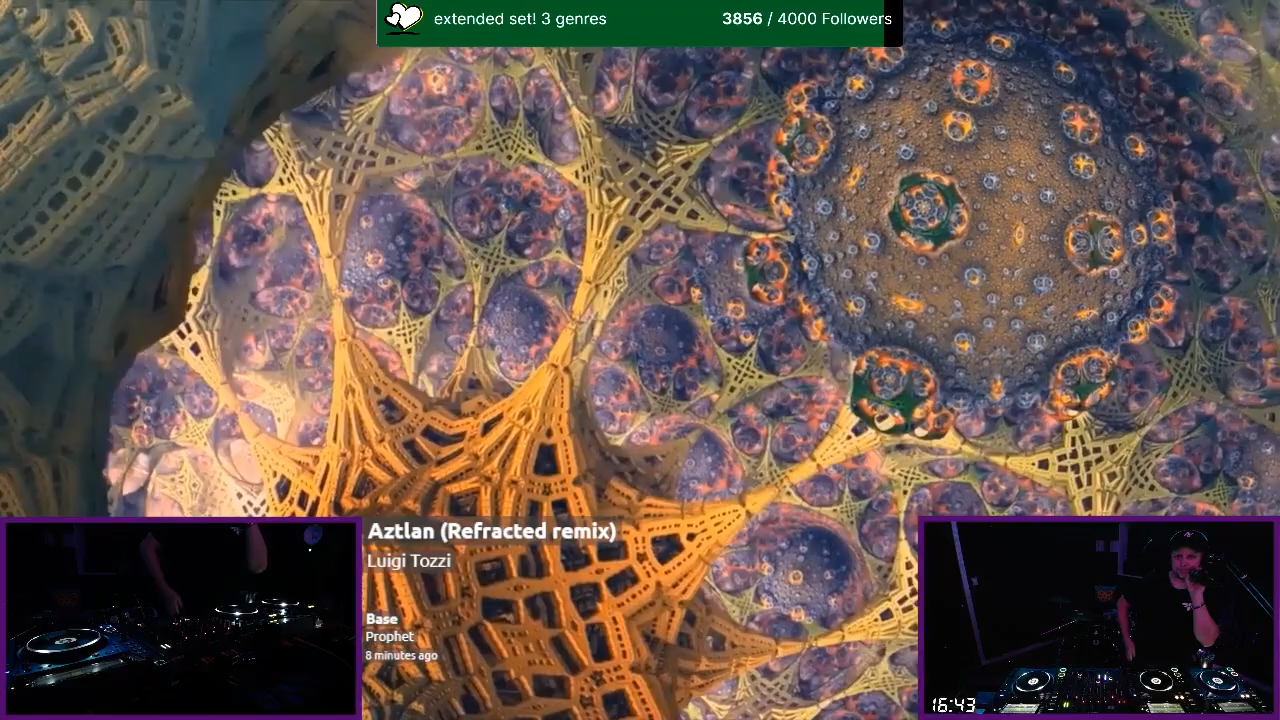 extended set! 3 genres
3856 / 4000 Followers
Aztlan (Refracted remix)
Luigi Tozzi
Base
Prophet
8 minutes ago
16:43